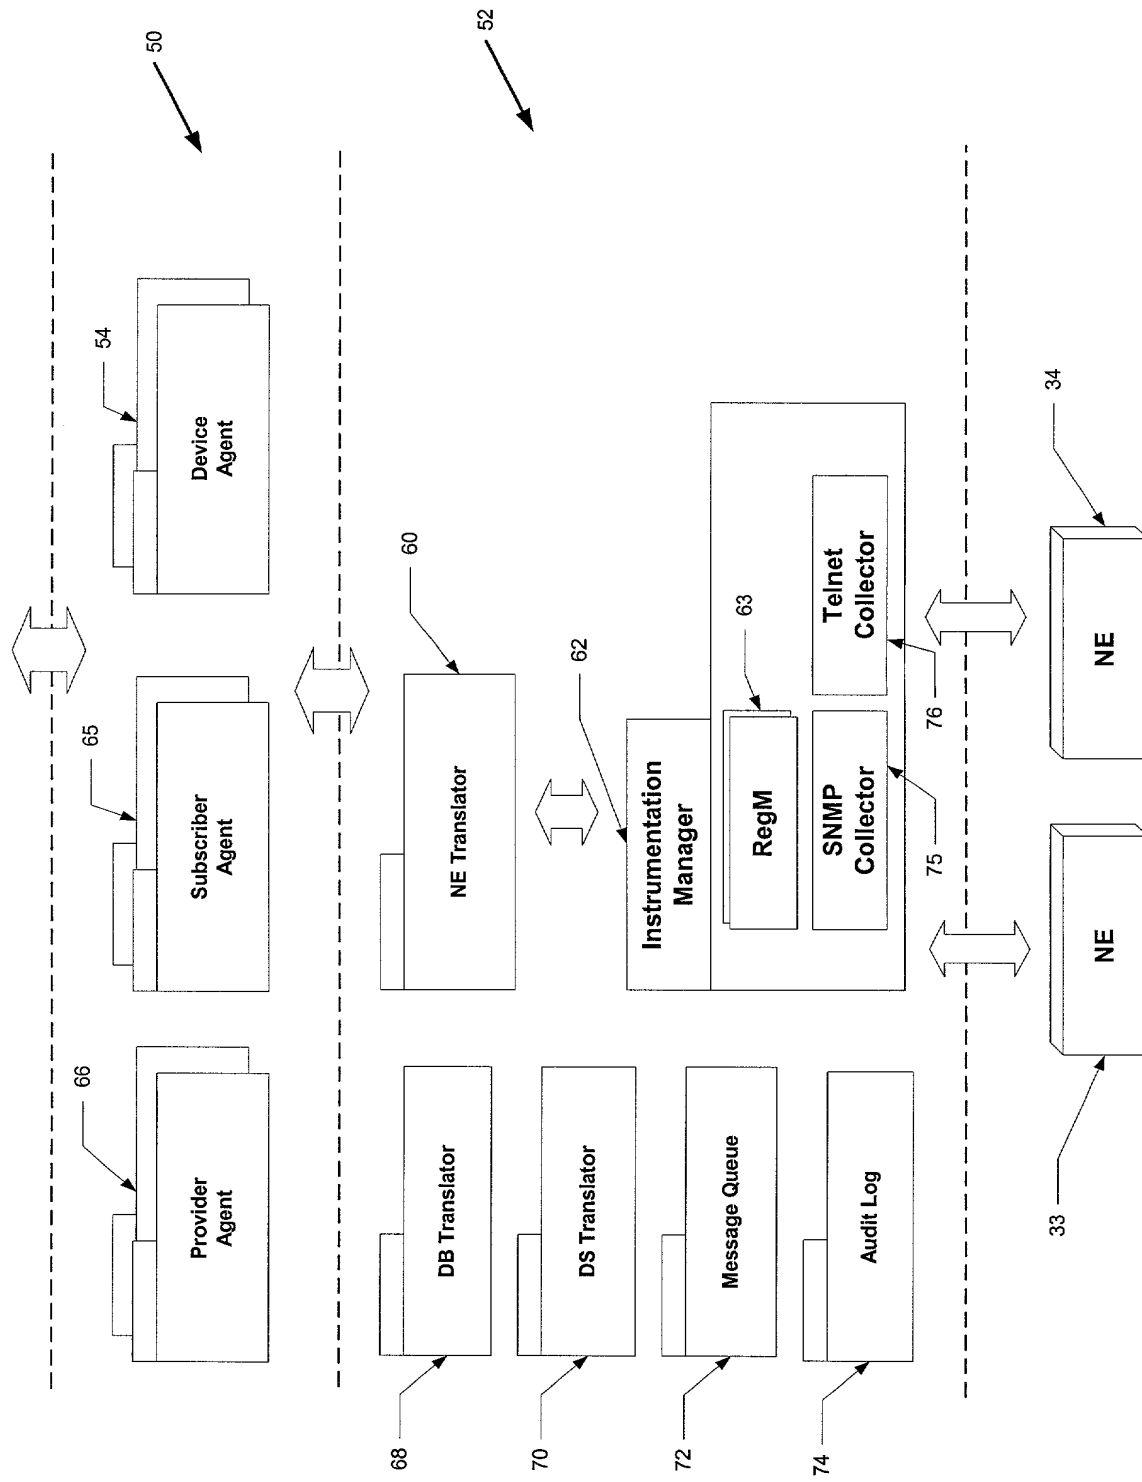 50
66
Provider
Agent
65
Subscriber
Agent
54
Device
Agent
52
68
DB Translator
60
NE Translator
70
DS Translator
72
Message Queue
74
Audit Log
62
Instrumentation
Manager
63
RegM
SNMP
Collector
75
Telnet
Collector
76
33
NE
34
NE